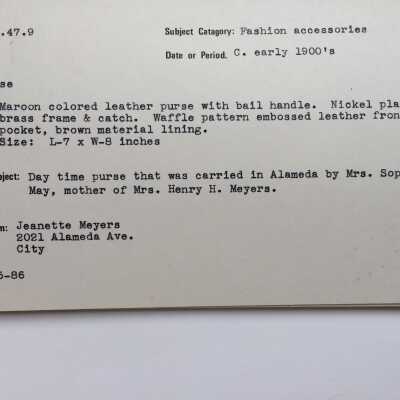 .47.9 Subject Catagory: Fashion accessories
Date or Period. C. early 1900's
se
Maroon colored leather purse with bail handle. Nickel pla
brass frame & catch. Waffle pattern embossed leather fron
pocket, brown material lining.
Size: L-7 x W-8 inches
ject: Day time purse that was carried in Alameda by Mrs. Sop
May, mother of Mrs. Henry H. Meyers.
m: Jeanette Meyers
2021 Alameda Ave.
City
5-86